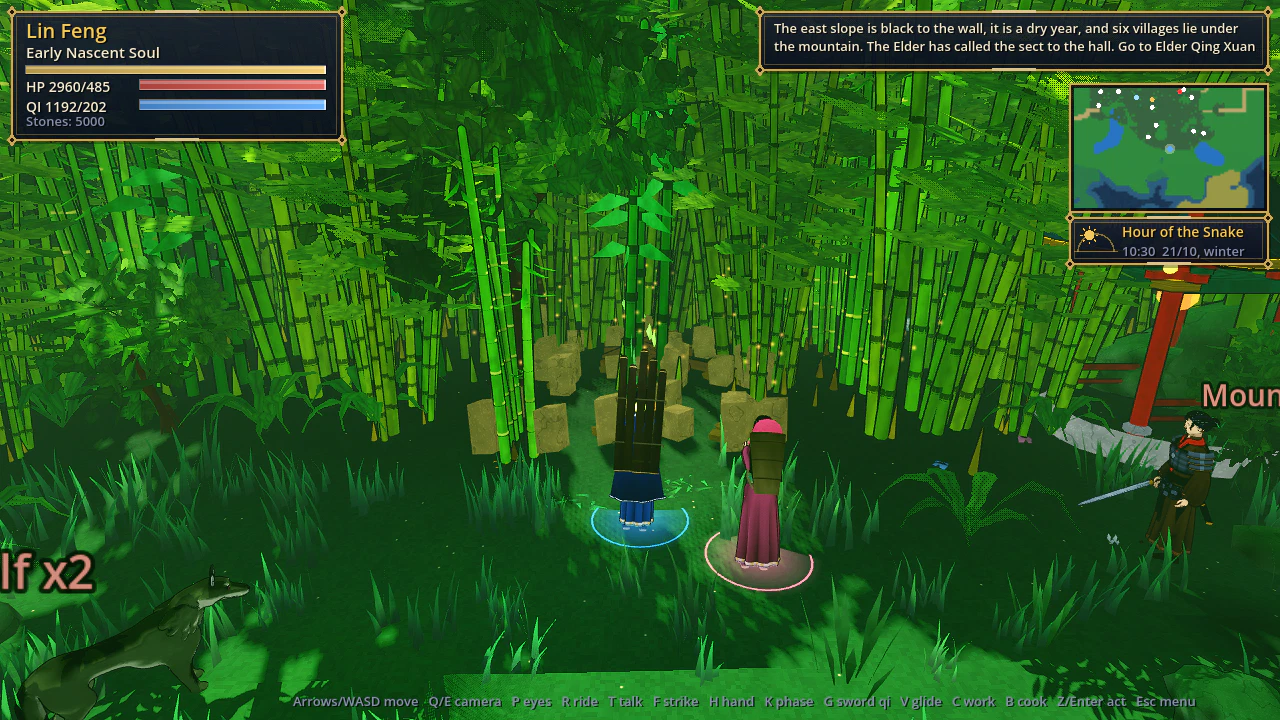 Lin Feng
Early Nascent Soul
HP 2960/485
QI 1192/202
Stones: 5000
The east slope is black to the wall, it is a dry year, and six villages lie under
the mountain. The Elder has called the sect to the hall. Go to Elder Qing Xuan
Hour of the Snake
10:30 21/10, winter
Moun
lf x2
Arrows/WASD move Q/E camera P eyes R ride T talk F strike H hand K phase G sword qi V glide C work B cook Z/Enter act Esc menu